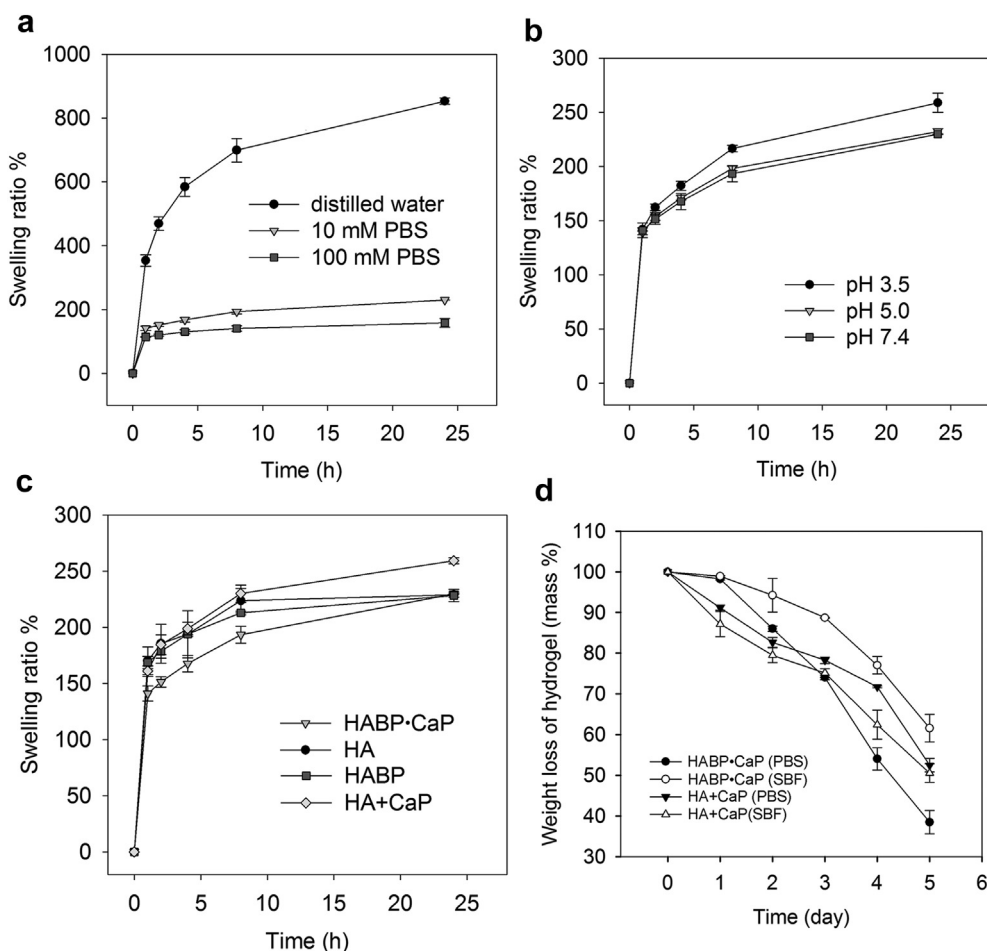 a
1000
800
600
400
200
0
Swelling ratio %
distilled water
10 mM PBS
100 mM PBS
0 5 10 15 20 25
Time (h)
b
300
250
200
150
100
50
0
Swelling ratio %
pH 3.5
pH 5.0
pH 7.4
0 5 10 15 20 25
Time (h)
c
300
250
200
150
100
50
0
Swelling ratio %
HABP•CaP
HA
HABP
HA+CaP
0 5 10 15 20 25
Time (h)
d
110
100
90
80
70
60
50
40
30
Weight loss of hydrogel (mass %)
HABP•CaP (PBS)
HABP•CaP (SBF)
HA+CaP (PBS)
HA+CaP(SBF)
0 1 2 3 4 5 6
Time (day)